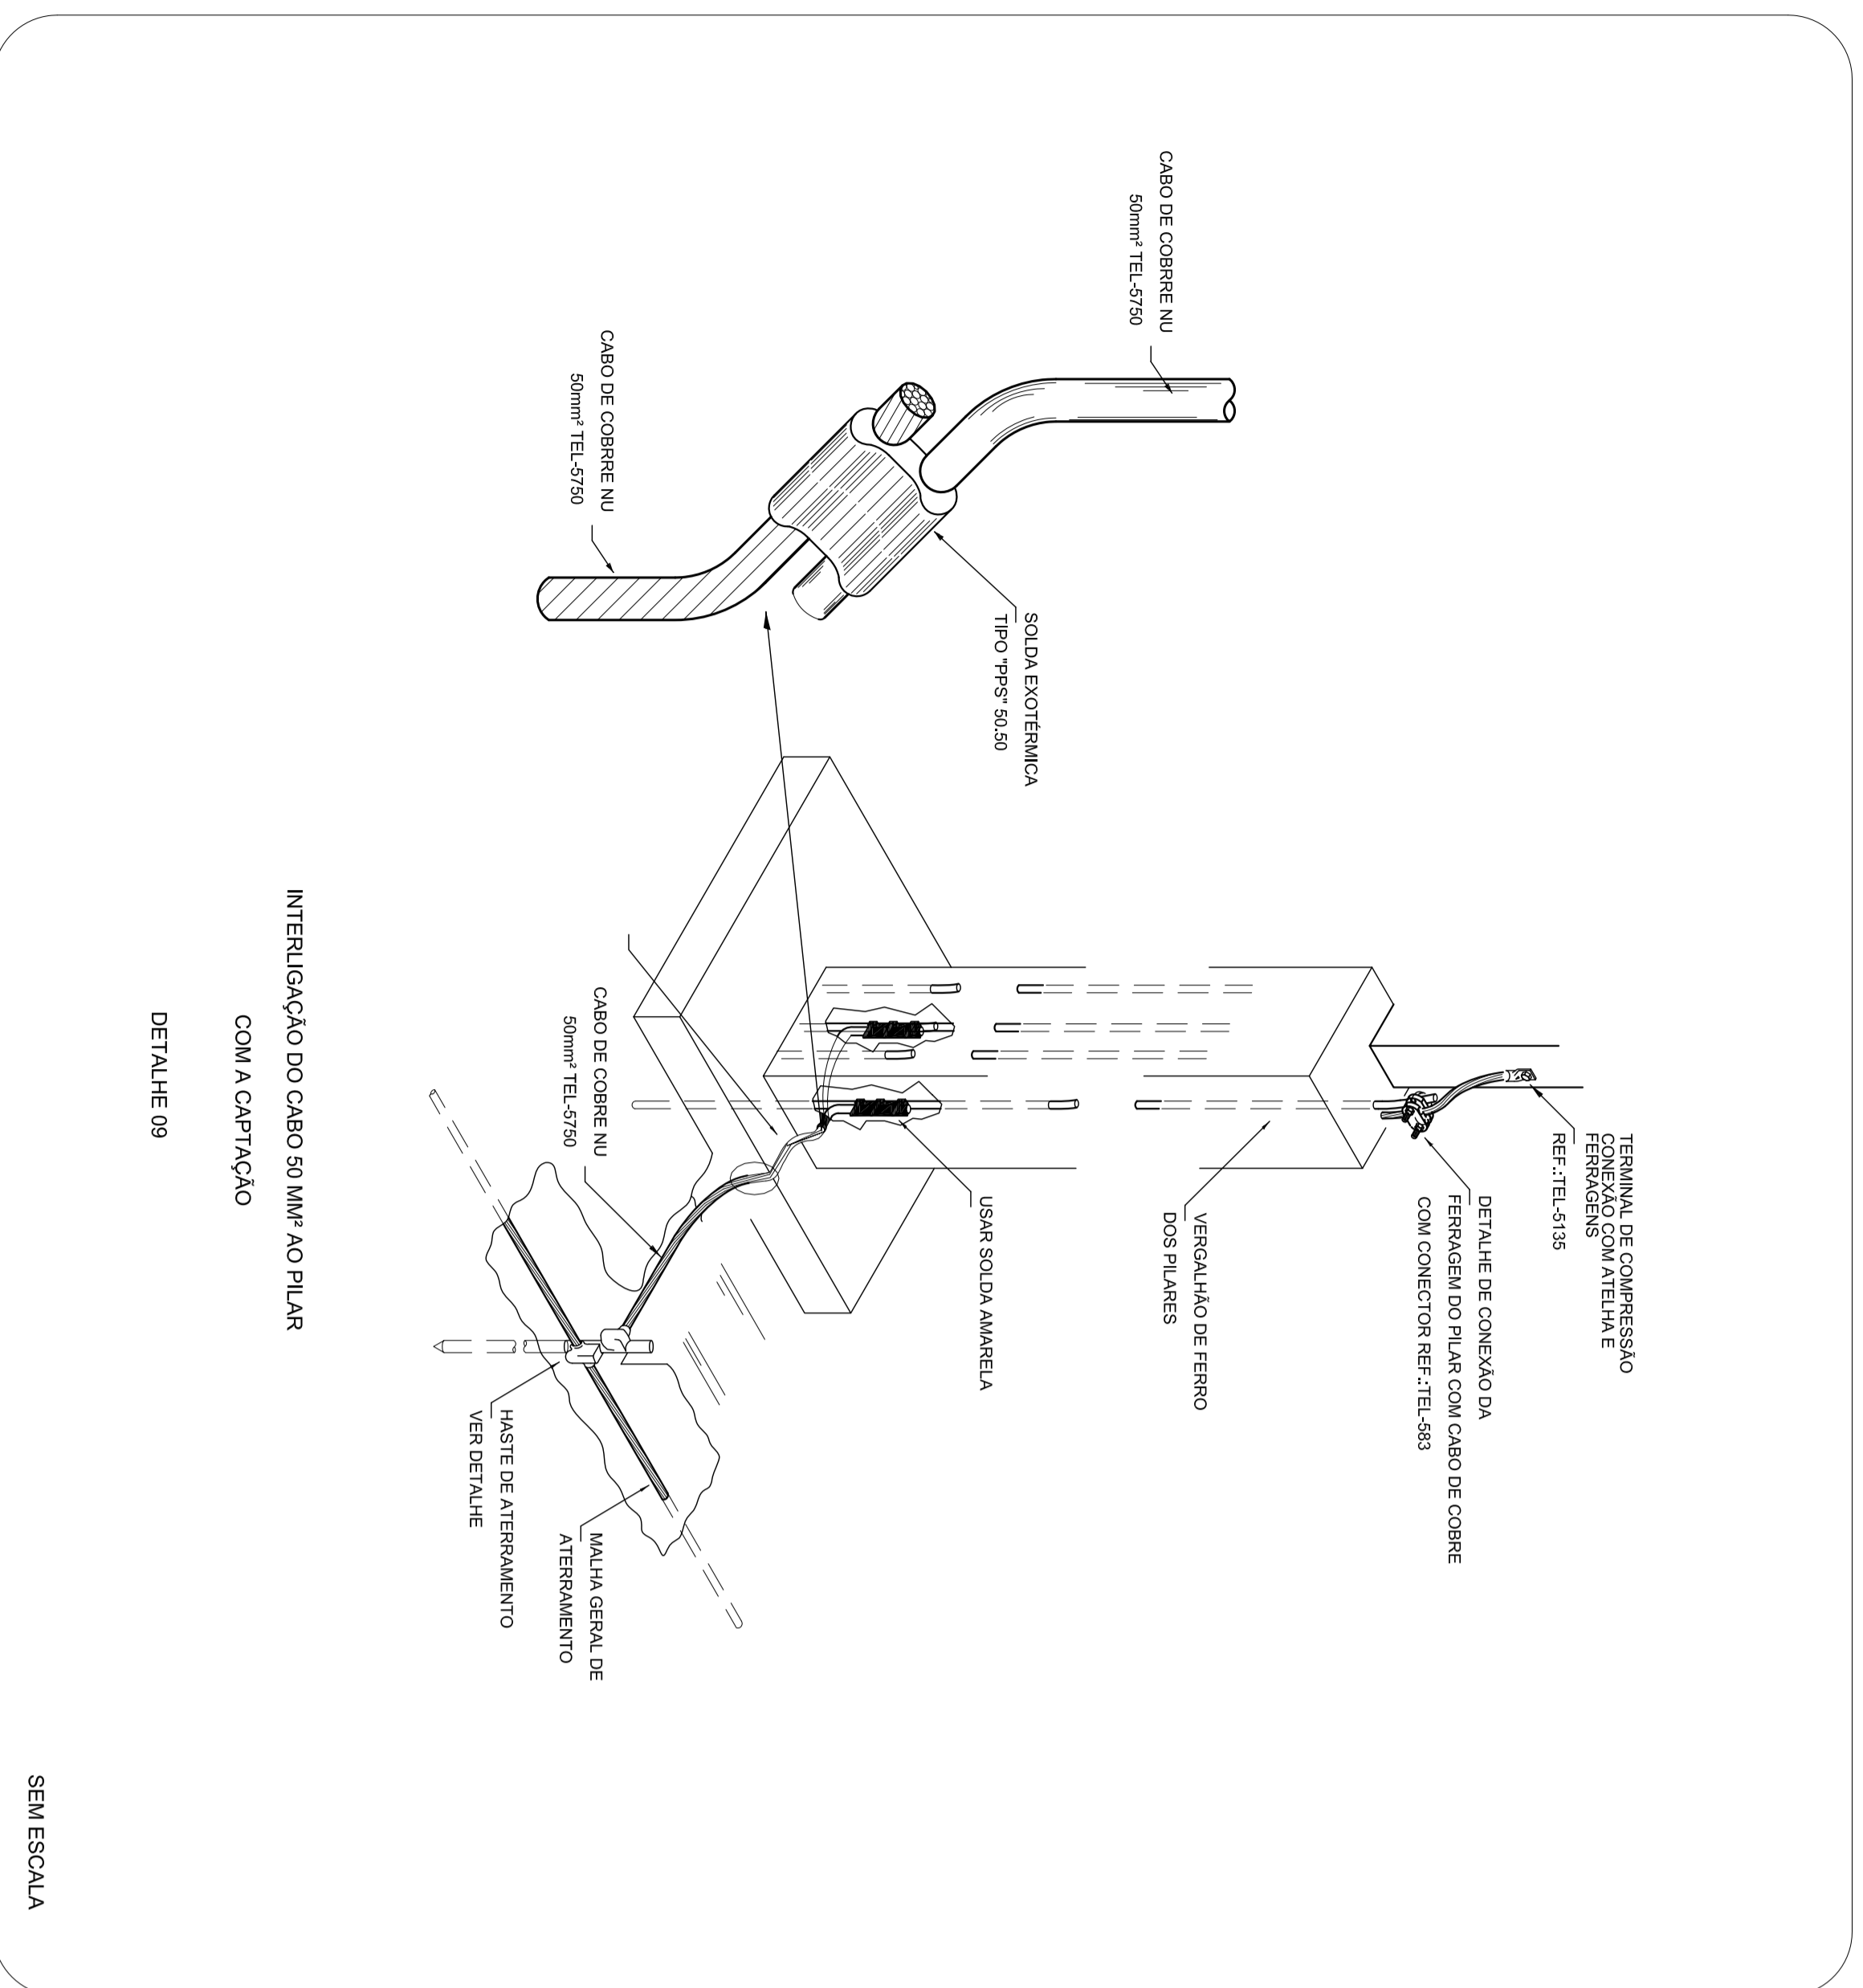 TERMINAL DE COMPRESSÃO
CONEXÃO COM ATELHA E
FERRAGENS
REF.:TEL-5135
DETALHE DE CONEXÃO DA
FERRAGEM DO PILAR COM CABO DE COBRE
COM CONECTOR REF.:TEL-583
CABO DE COBRRE NU
50mm² TEL-5750
VERGALHÃO DE FERRO
DOS PILARES
SOLDA EXOTÉRMICA
TIPO "PPS" 50.50
USAR SOLDA AMARELA
CABO DE COBRRE NU
50mm² TEL-5750
CABO DE COBRE NU
50mm² TEL-5750
MALHA GERAL DE
ATERRAMENTO
HASTE DE ATERRAMENTO
VER DETALHE
INTERLIGAÇÃO DO CABO 50 MM² AO PILAR
COM A CAPTAÇÃO
DETALHE 09
SEM ESCALA